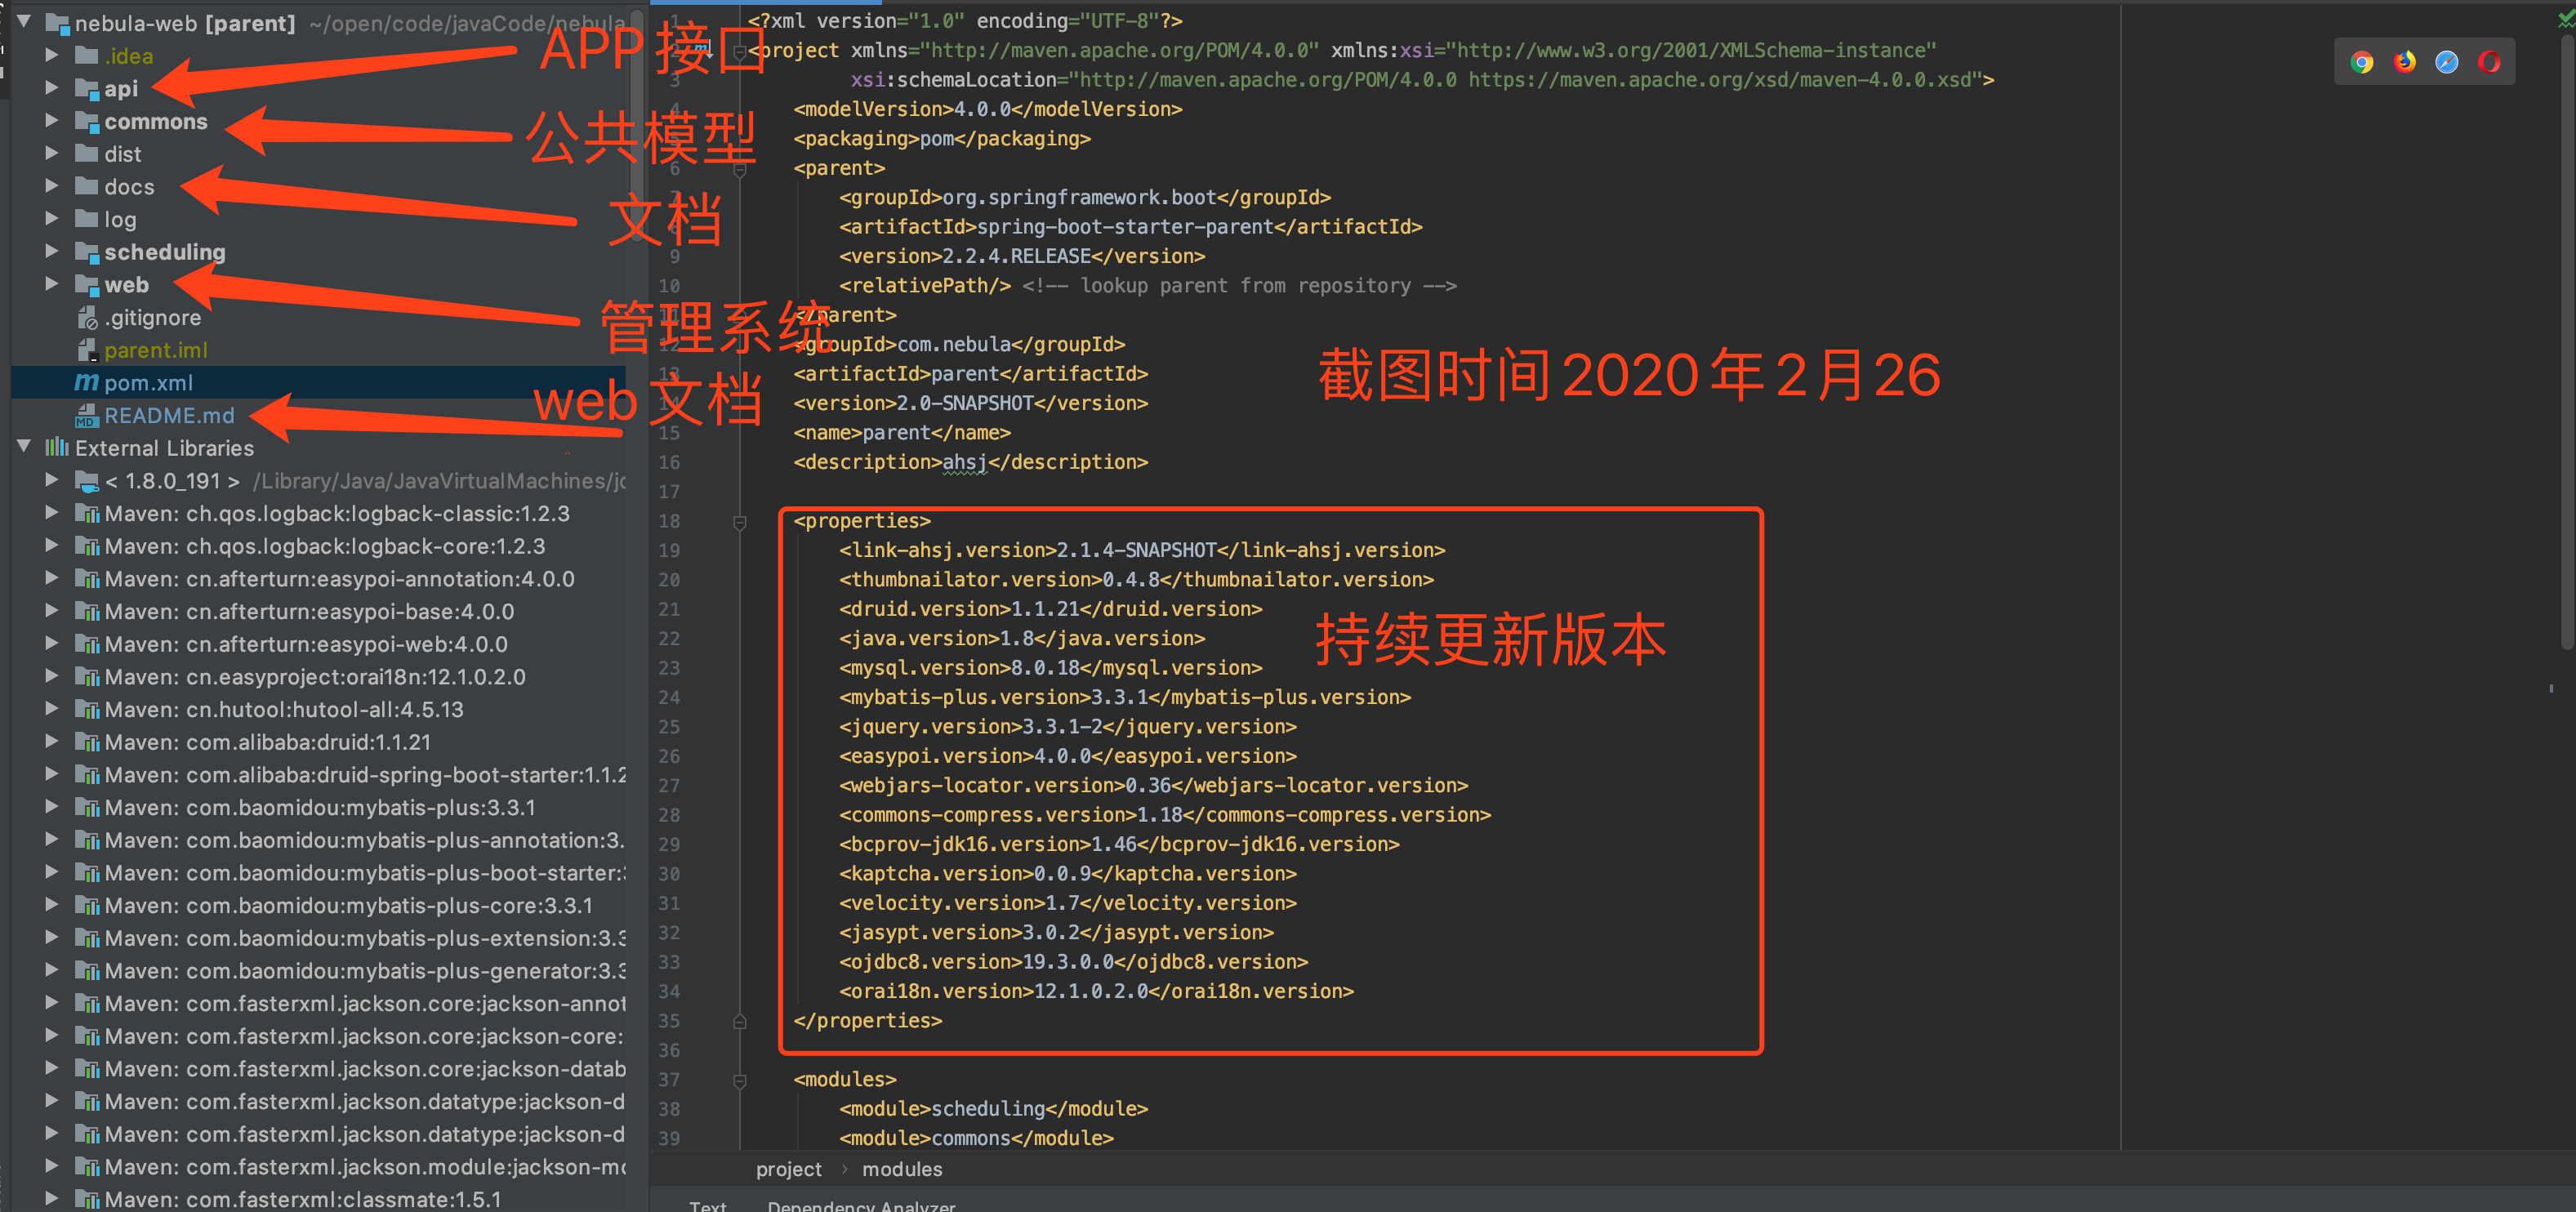 nebula-web [parent] ~/open/code/javaCode/nebula
.idea
api
commons
dist
docs
log
scheduling
web
.gitignore
parent.iml
pom.xml
README.md
External Libraries
< 1.8.0_191 > /Library/Java/JavaVirtualMachines/jd
Maven: ch.qos.logback:logback-classic:1.2.3
Maven: ch.qos.logback:logback-core:1.2.3
Maven: cn.afterturn:easypoi-annotation:4.0.0
Maven: cn.afterturn:easypoi-base:4.0.0
Maven: cn.afterturn:easypoi-web:4.0.0
Maven: cn.easyproject:orai18n:12.1.0.2.0
Maven: cn.hutool:hutool-all:4.5.13
Maven: com.alibaba:druid:1.1.21
Maven: com.alibaba:druid-spring-boot-starter:1.1.2
Maven: com.baomidou:mybatis-plus:3.3.1
Maven: com.baomidou:mybatis-plus-annotation:3.
Maven: com.baomidou:mybatis-plus-boot-starter:3
Maven: com.baomidou:mybatis-plus-core:3.3.1
Maven: com.baomidou:mybatis-plus-extension:3.3
Maven: com.baomidou:mybatis-plus-generator:3.3
Maven: com.fasterxml.jackson.core:jackson-annot
Maven: com.fasterxml.jackson.core:jackson-core:
Maven: com.fasterxml.jackson.core:jackson-datab
Maven: com.fasterxml.jackson.datatype:jackson-d
Maven: com.fasterxml.jackson.datatype:jackson-d
Maven: com.fasterxml.jackson.module:jackson-mo
Maven: com.fasterxml:classmate:1.5.1
APP接口
公共模型
文档
管理系统
web文档
1 <?xml version="1.0" encoding="UTF-8"?>
2 <project xmlns="http://maven.apache.org/POM/4.0.0" xmlns:xsi="http://www.w3.org/2001/XMLSchema-instance"
3 xsi:schemaLocation="http://maven.apache.org/POM/4.0.0 https://maven.apache.org/xsd/maven-4.0.0.xsd">
4 <modelVersion>4.0.0</modelVersion>
<packaging>pom</packaging>
6 <parent>
7 <groupId>org.springframework.boot</groupId>
<artifactId>spring-boot-starter-parent</artifactId>
9 <version>2.2.4.RELEASE</version>
10 <relativePath/> <!-- lookup parent from repository -->
11 </parent>
12 <groupId>com.nebula</groupId>
13 <artifactId>parent</artifactId>
14 <version>2.0-SNAPSHOT</version>
15 <name>parent</name>
16 <description>ahsj</description>
17
18 <properties>
19 <link-ahsj.version>2.1.4-SNAPSHOT</link-ahsj.version>
20 <thumbnailator.version>0.4.8</thumbnailator.version>
21 <druid.version>1.1.21</druid.version>
22 <java.version>1.8</java.version>
23 <mysql.version>8.0.18</mysql.version>
24 <mybatis-plus.version>3.3.1</mybatis-plus.version>
25 <jquery.version>3.3.1-2</jquery.version>
26 <easypoi.version>4.0.0</easypoi.version>
27 <webjars-locator.version>0.36</webjars-locator.version>
28 <commons-compress.version>1.18</commons-compress.version>
29 <bcprov-jdk16.version>1.46</bcprov-jdk16.version>
30 <kaptcha.version>0.0.9</kaptcha.version>
31 <velocity.version>1.7</velocity.version>
32 <jasypt.version>3.0.2</jasypt.version>
33 <ojdbc8.version>19.3.0.0</ojdbc8.version>
34 <orai18n.version>12.1.0.2.0</orai18n.version>
35 </properties>
36
37 <modules>
38 <module>scheduling</module>
39 <module>commons</module>
截图时间2020年2月26
持续更新版本
project › modules
Text Dependency Analyzer